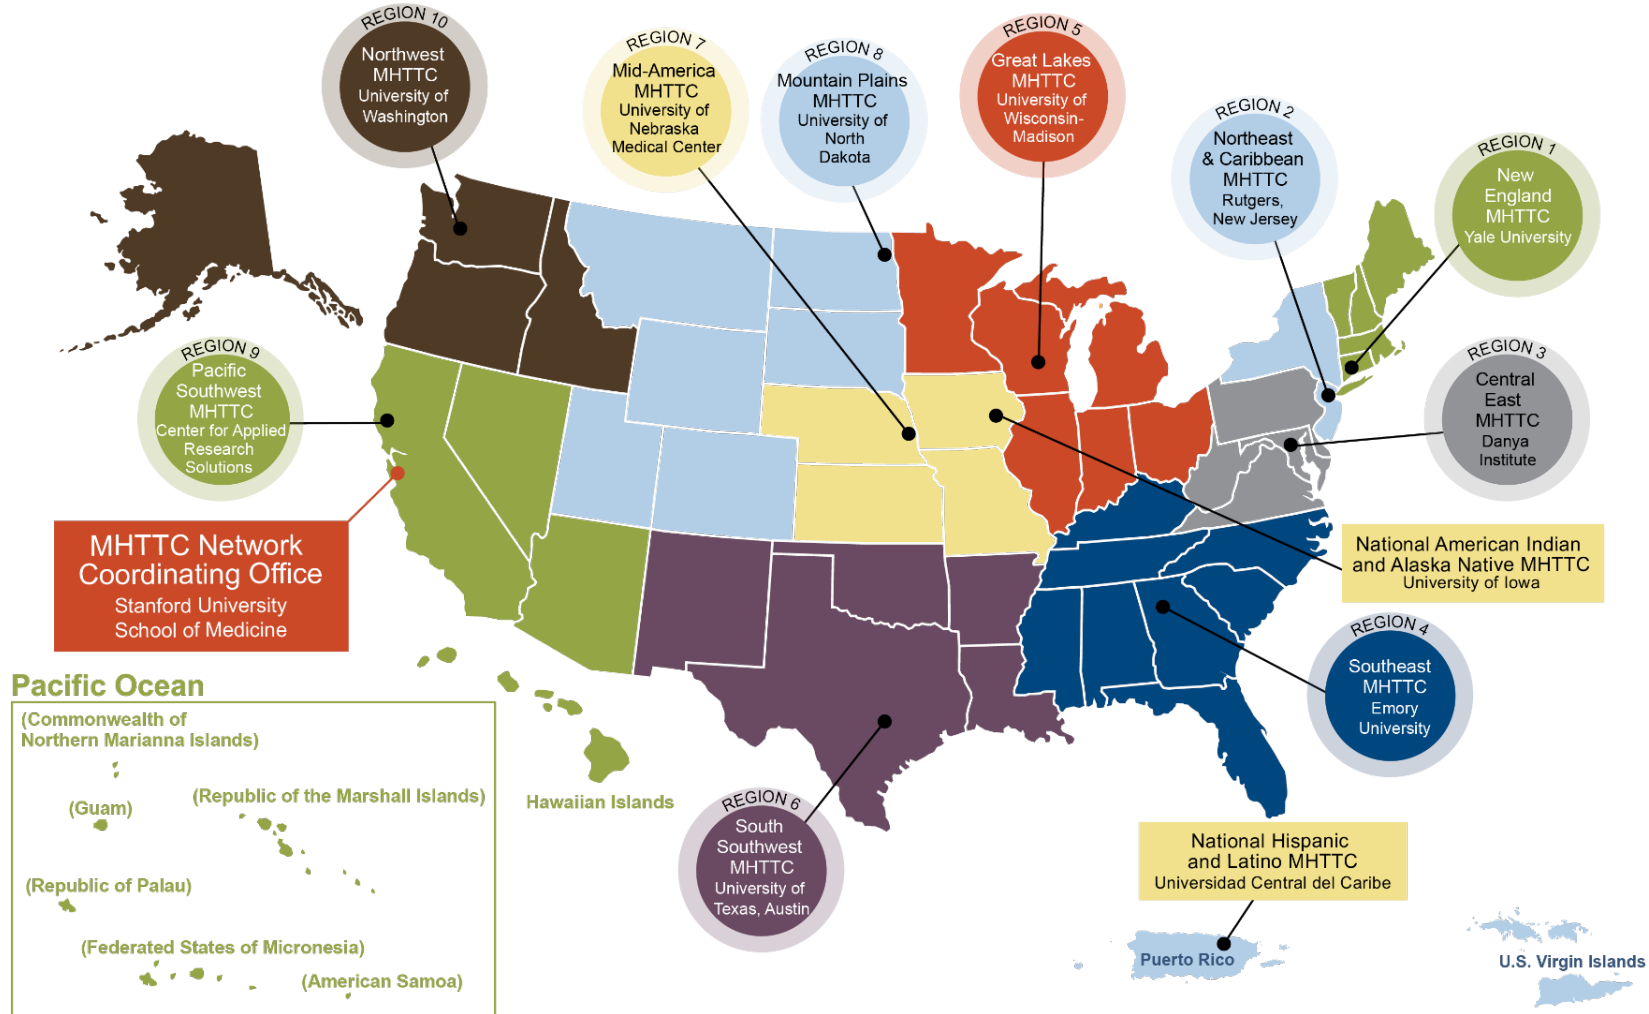 REGION 10
Northwest
MHTTC
University of
Washington
REGION 7
Mid-America
MHTTC
University of
Nebraska
Medical Center
REGION 8
Mountain Plains
MHTTC
University of
North
Dakota
REGION 5
Great Lakes
MHTTC
University of
Wisconsin-
Madison
REGION 2
Northeast
& Caribbean
MHTTC
Rutgers,
New Jersey
REGION 1
New
England
MHTTC
Yale University
REGION 9
Pacific
Southwest
MHTTC
Center for Applied
Research
Solutions
REGION 3
Central
East
MHTTC
Danya
Institute
MHTTC Network
Coordinating Office
Stanford University
School of Medicine
National American Indian
and Alaska Native MHTTC
University of Iowa
REGION 4
Southeast
MHTTC
Emory
University
Pacific Ocean
(Commonwealth of
Northern Marianna Islands)
(Guam)
(Republic of the Marshall Islands)
(Republic of Palau)
(Federated States of Micronesia)
(American Samoa)
Hawaiian Islands
REGION 6
South
Southwest
MHTTC
University of
Texas, Austin
National Hispanic
and Latino MHTTC
Universidad Central del Caribe
Puerto Rico
U.S. Virgin Islands